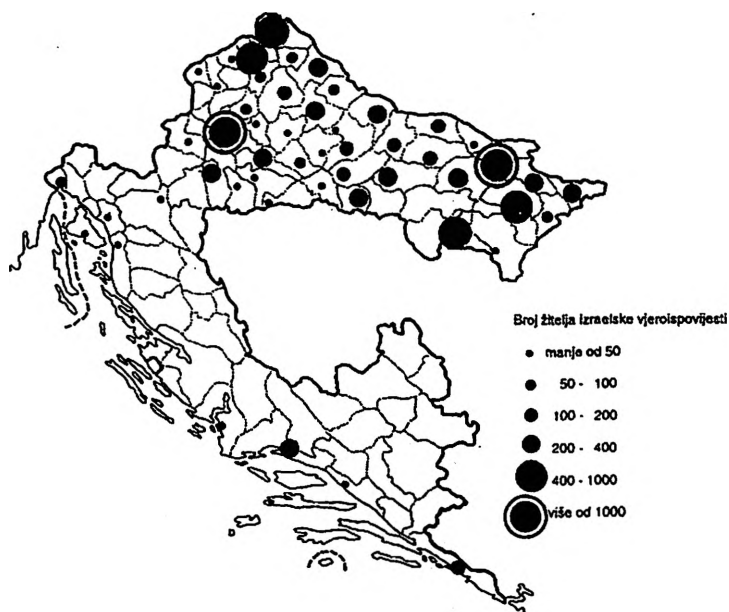 Broj žitelja izraelske vjeroispovijesti
manje od 50
50 - 100
100 - 200
200 - 400
400 - 1000
više od 1000